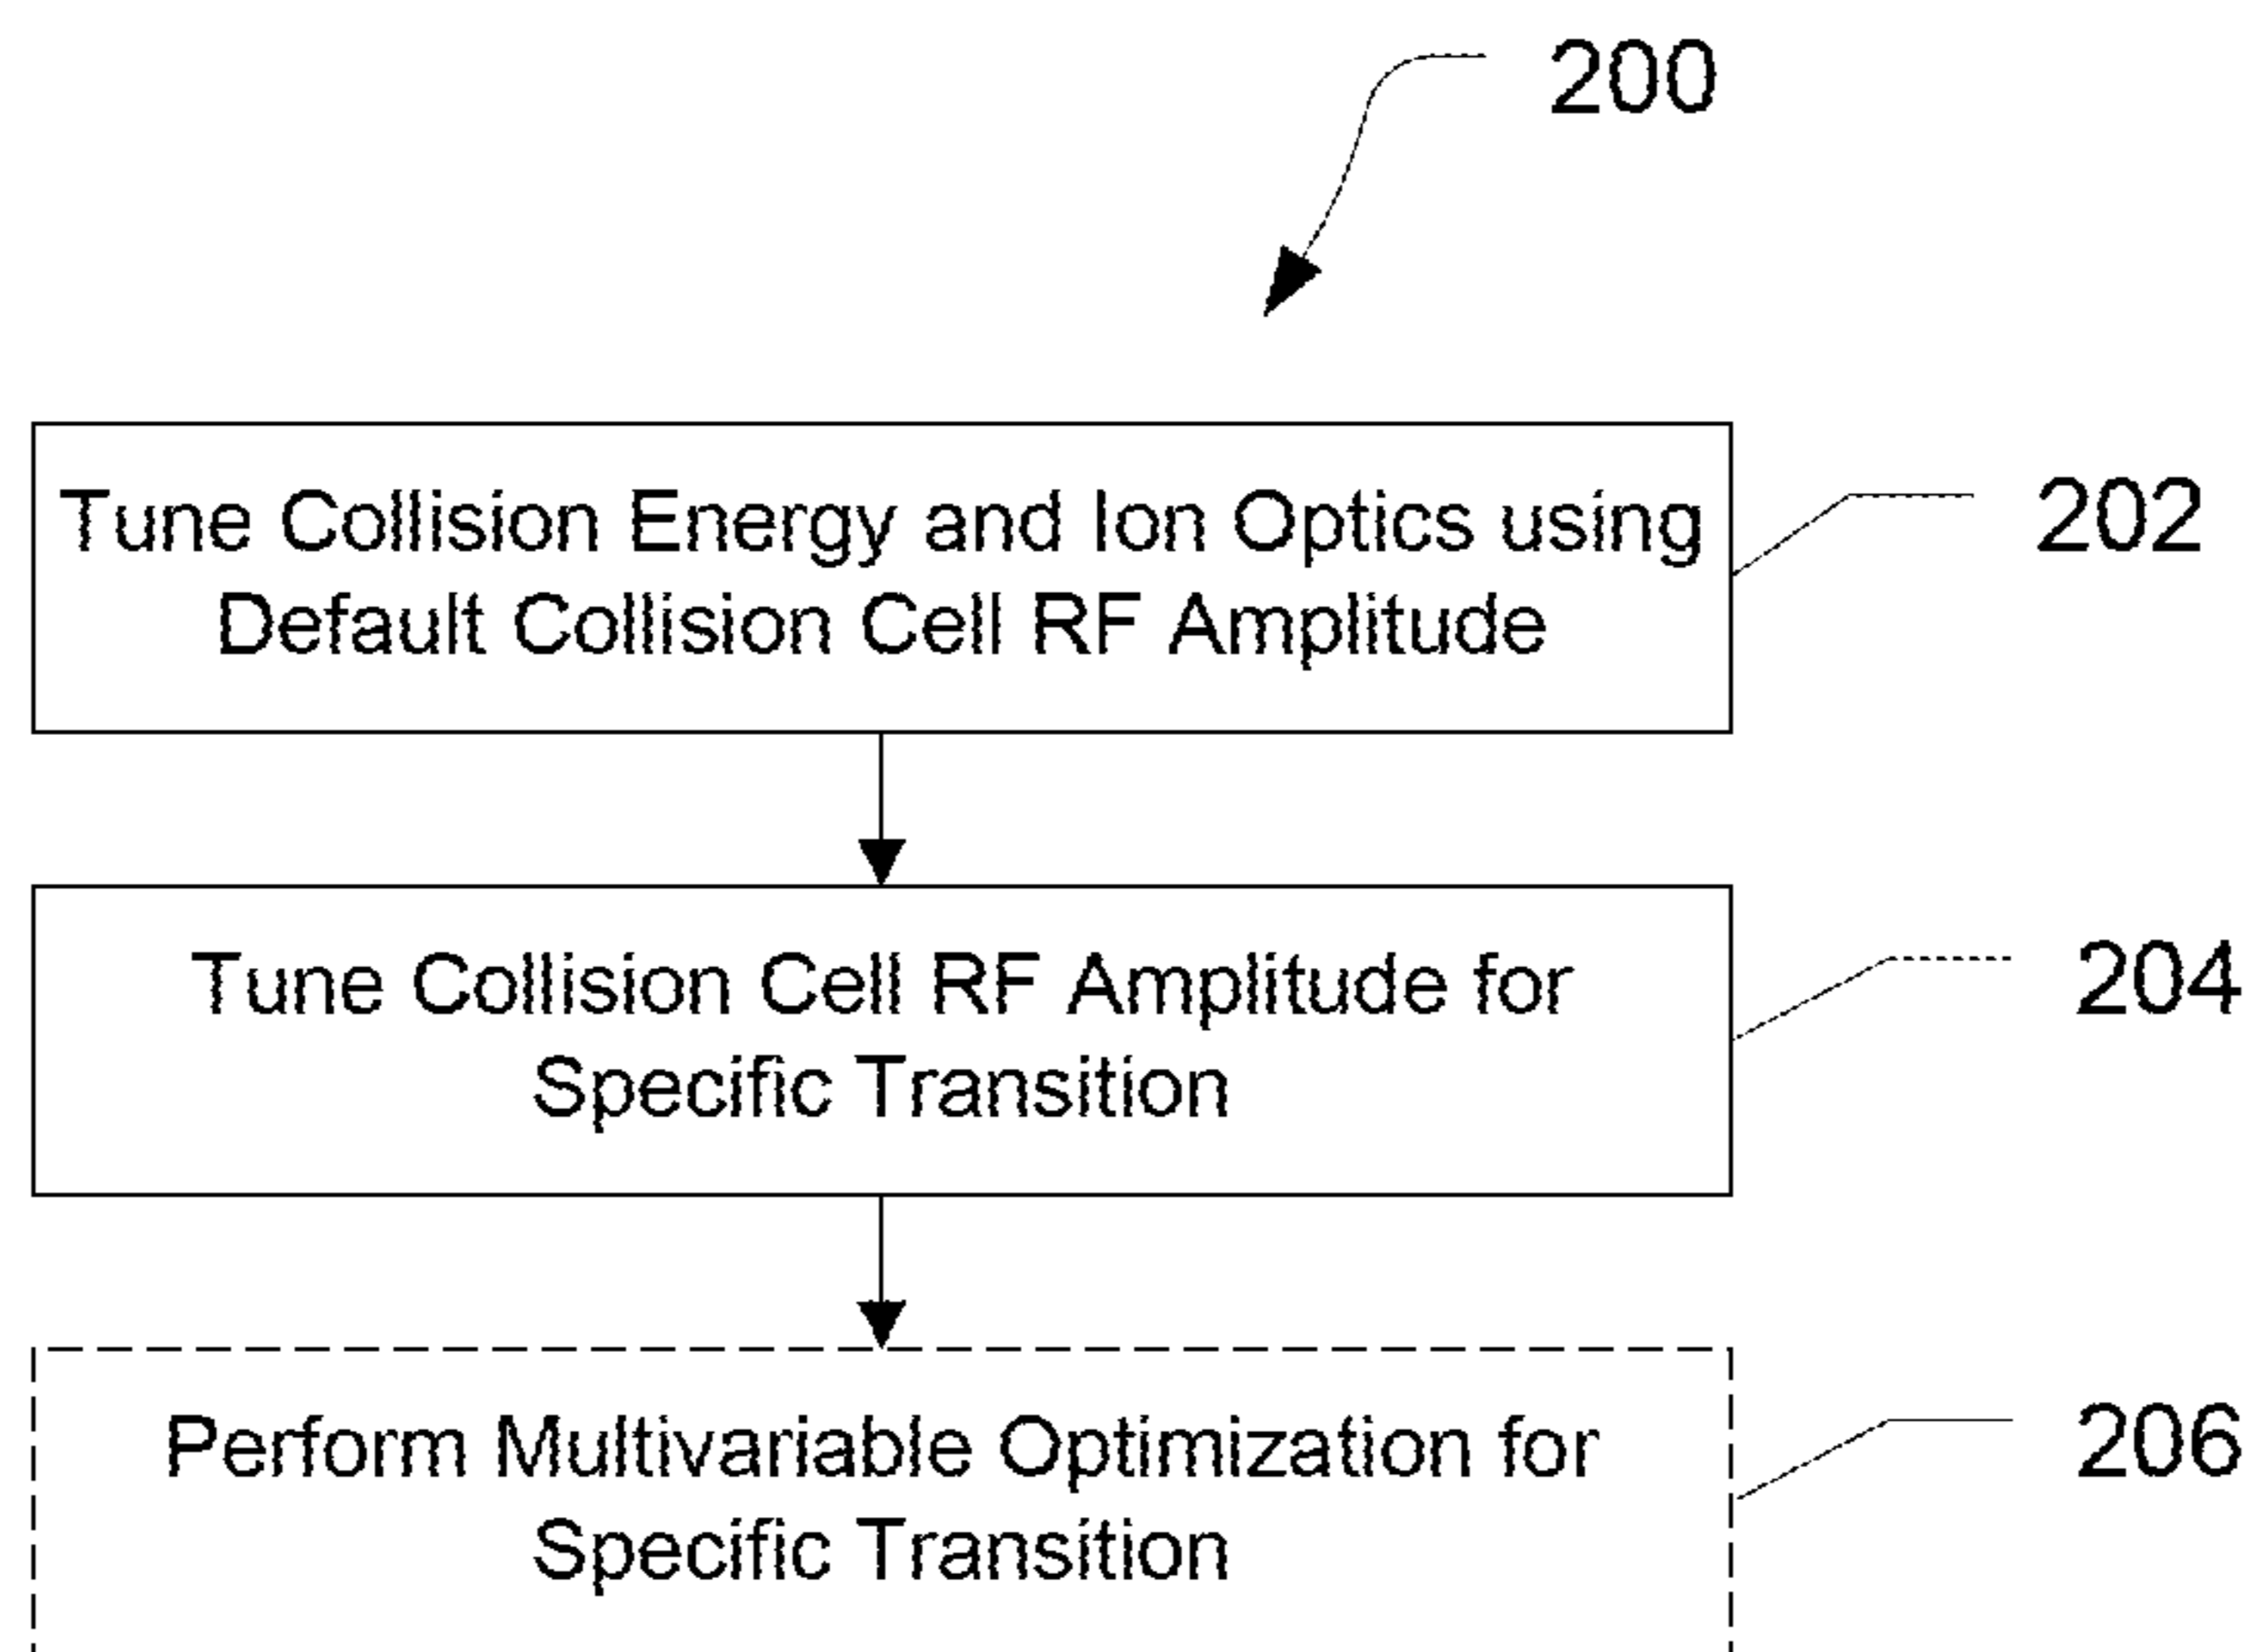 200
Tune Collision Energy and Ion Optics using
Default Collision Cell RF Amplitude
202
Tune Collision Cell RF Amplitude for
Specific Transition
204
Perform Multivariable Optimization for
Specific Transition
206